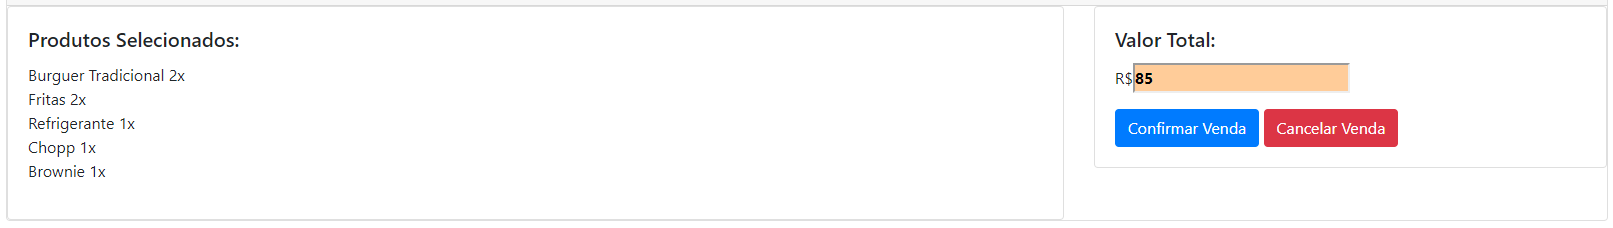 Produtos Selecionados:
Burguer Tradicional 2x
Fritas 2x
Refrigerante 1x
Chopp 1x
Brownie 1x
Valor Total:
R$85
Confirmar Venda
Cancelar Venda